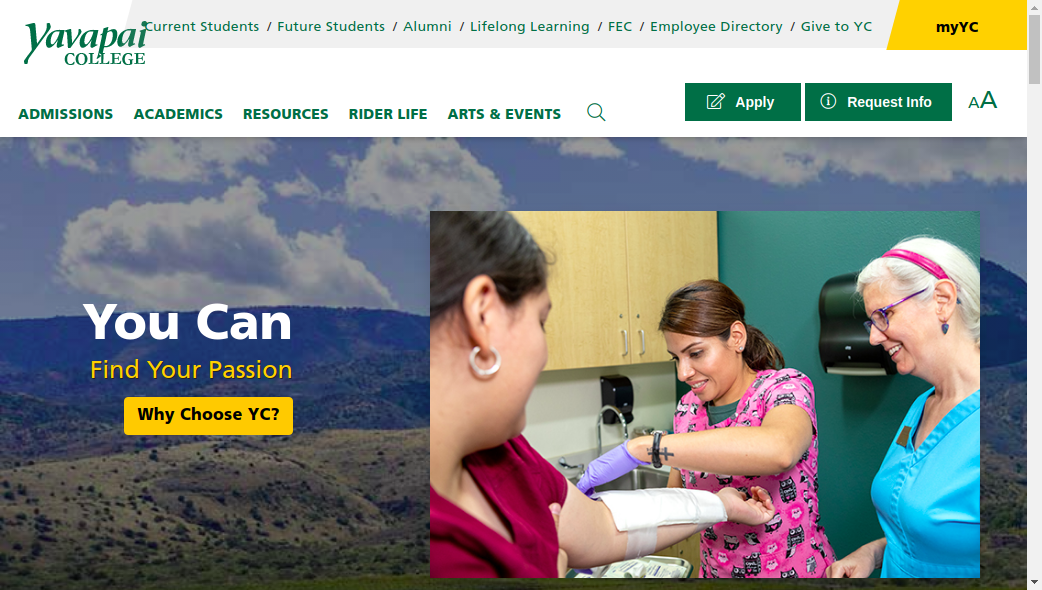 Yavapai
COLLEGE
Current Students / Future Students / Alumni / Lifelong Learning / FEC / Employee Directory / Give to YC
myYC
ADMISSIONS ACADEMICS RESOURCES RIDER LIFE ARTS & EVENTS
Apply
Request Info
AA
You Can
Find Your Passion
Why Choose YC?